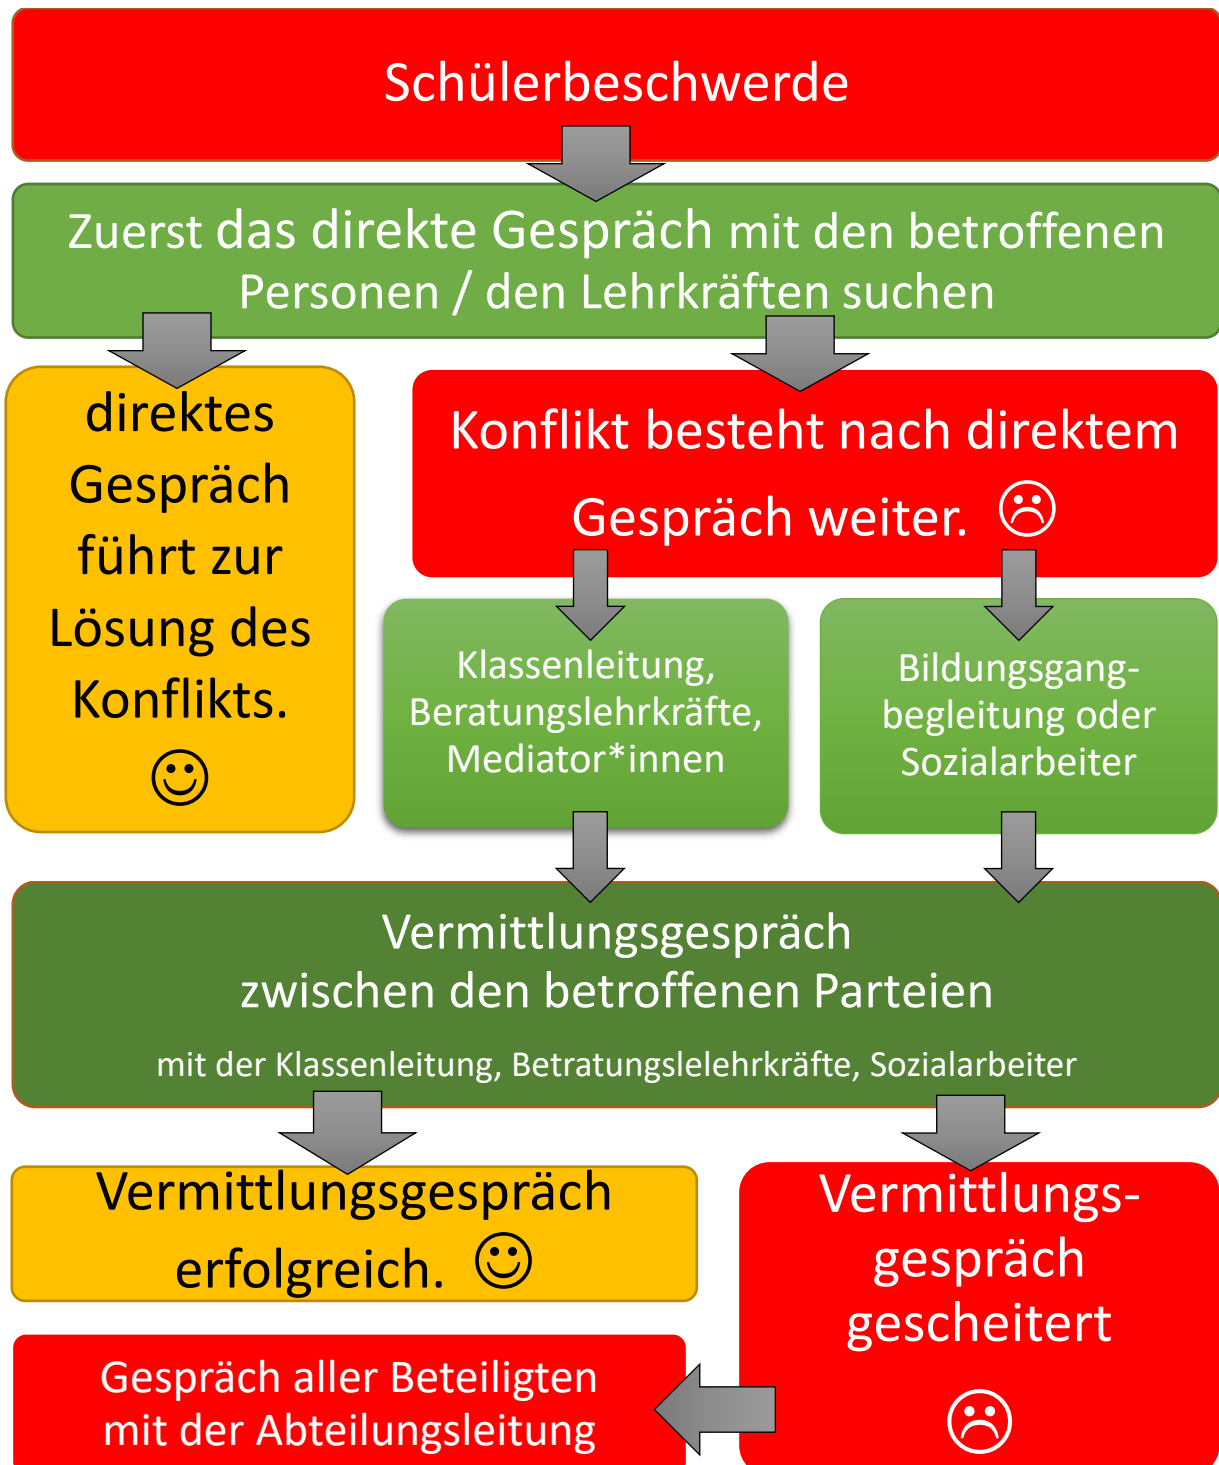 Schülerbeschwerde
Zuerst das direkte Gespräch mit den betroffenen
Personen / den Lehrkräften suchen
direktes
Gespräch
führt zur
Lösung des
Konflikts.
Konflikt besteht nach direktem
Gespräch weiter.
Klassenleitung,
Beratungslehrkräfte,
Mediator*innen
Bildungsgang-
begleitung oder
Sozialarbeiter
Vermittlungsgespräch
zwischen den betroffenen Parteien
mit der Klassenleitung, Betratungslelehrkräfte, Sozialarbeiter
Vermittlungsgespräch
erfolgreich.
Vermittlungs-
gespräch
gescheitert
Gespräch aller Beteiligten
mit der Abteilungsleitung